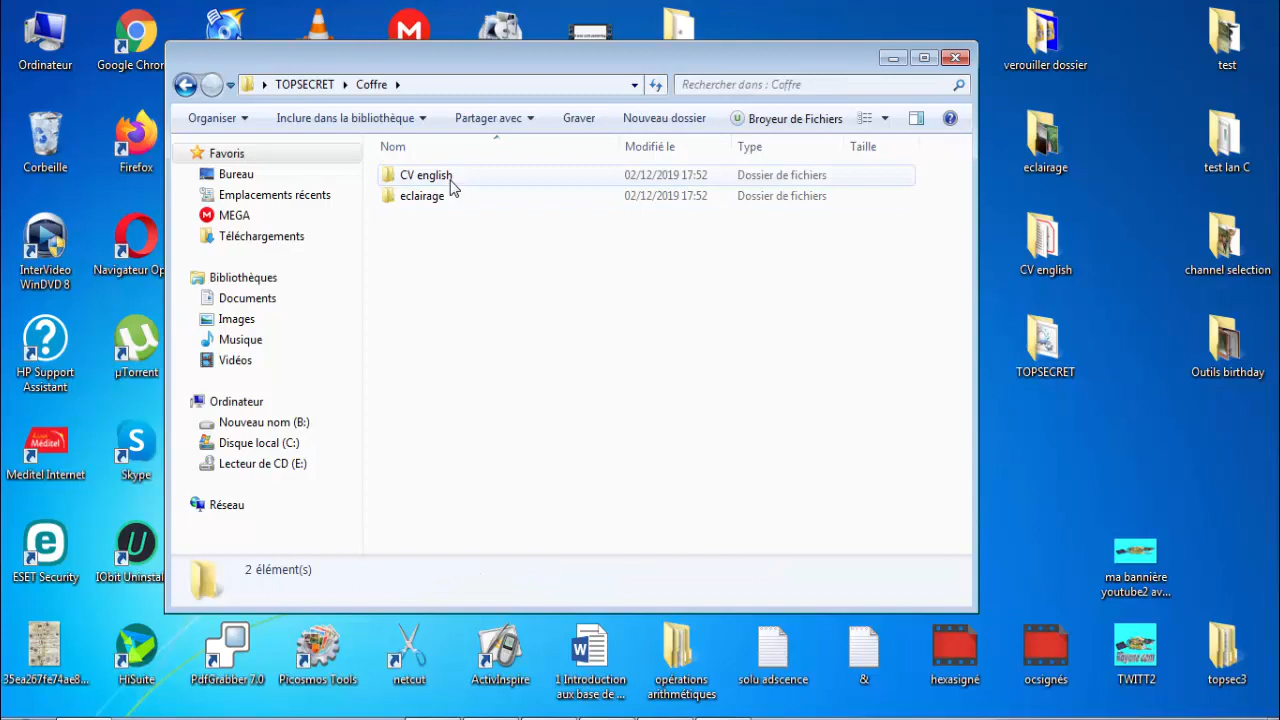 Ordinateur
Google Chron
Corbeille
Firefox
InterVideo
WinDVD 8
Navigateur Op
HP Support
Assistant
µTorrent
Meditel Internet
Skype
ESET Security
IObit Uninstal
TOPSECRET
Coffre
Rechercher dans : Coffre
Organiser
Inclure dans la bibliothèque
Partager avec
Graver
Nouveau dossier
Broyeur de Fichiers
Favoris
Bureau
Emplacements récents
MEGA
Téléchargements
Bibliothèques
Documents
Images
Musique
Vidéos
Ordinateur
Nouveau nom (B:)
Disque local (C:)
Lecteur de CD (E:)
Réseau
Nom
Modifié le
Type
Taille
CV english
02/12/2019 17:52
Dossier de fichiers
eclairage
02/12/2019 17:52
Dossier de fichiers
2 élément(s)
verouiller dossier
test
eclairage
test lan C
CV english
channel selection
TOPSECRET
Outils birthday
ma bannière
youtube2 av...
35ea267fe74ae8...
HiSuite
PdfGrabber 7.0
Picosmos Tools
netcut
ActivInspire
1 Introduction
aux base de ...
opérations
arithmétiques
solu adscence
&
hexasigné
ocsignés
TWITT2
topsec3